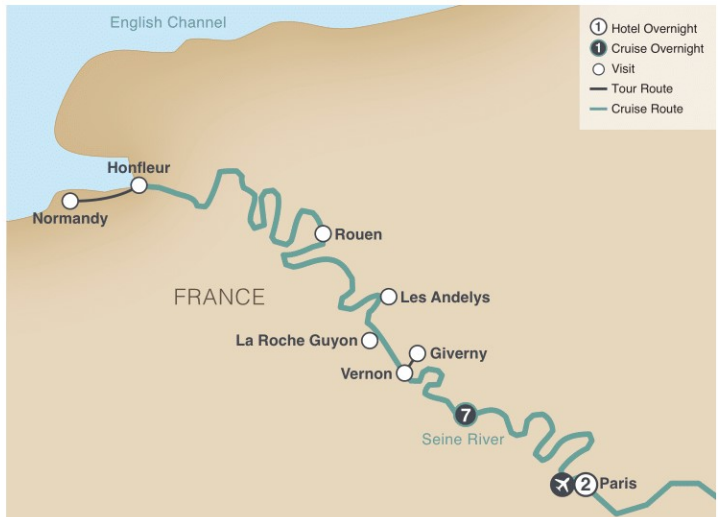 English Channel
1 Hotel Overnight
1 Cruise Overnight
Visit
Tour Route
Cruise Route
Honfleur
Normandy
Rouen
FRANCE
Les Andelys
La Roche Guyon
Giverny
Vernon
7
Seine River
2 Paris